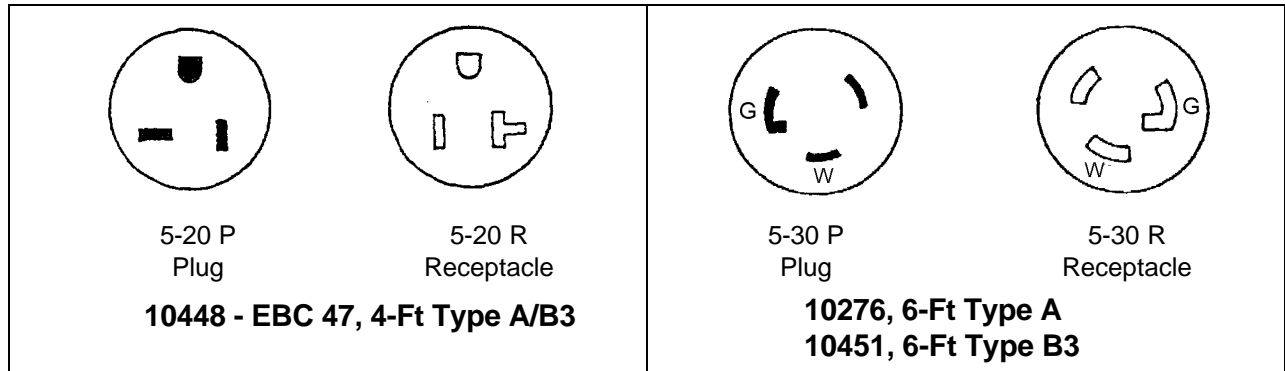 5-20 P
Plug
5-20 R
Receptacle
10448 - EBC 47, 4-Ft Type A/B3
G
W
G
W
5-30 P
Plug
5-30 R
Receptacle
10276, 6-Ft Type A
10451, 6-Ft Type B3